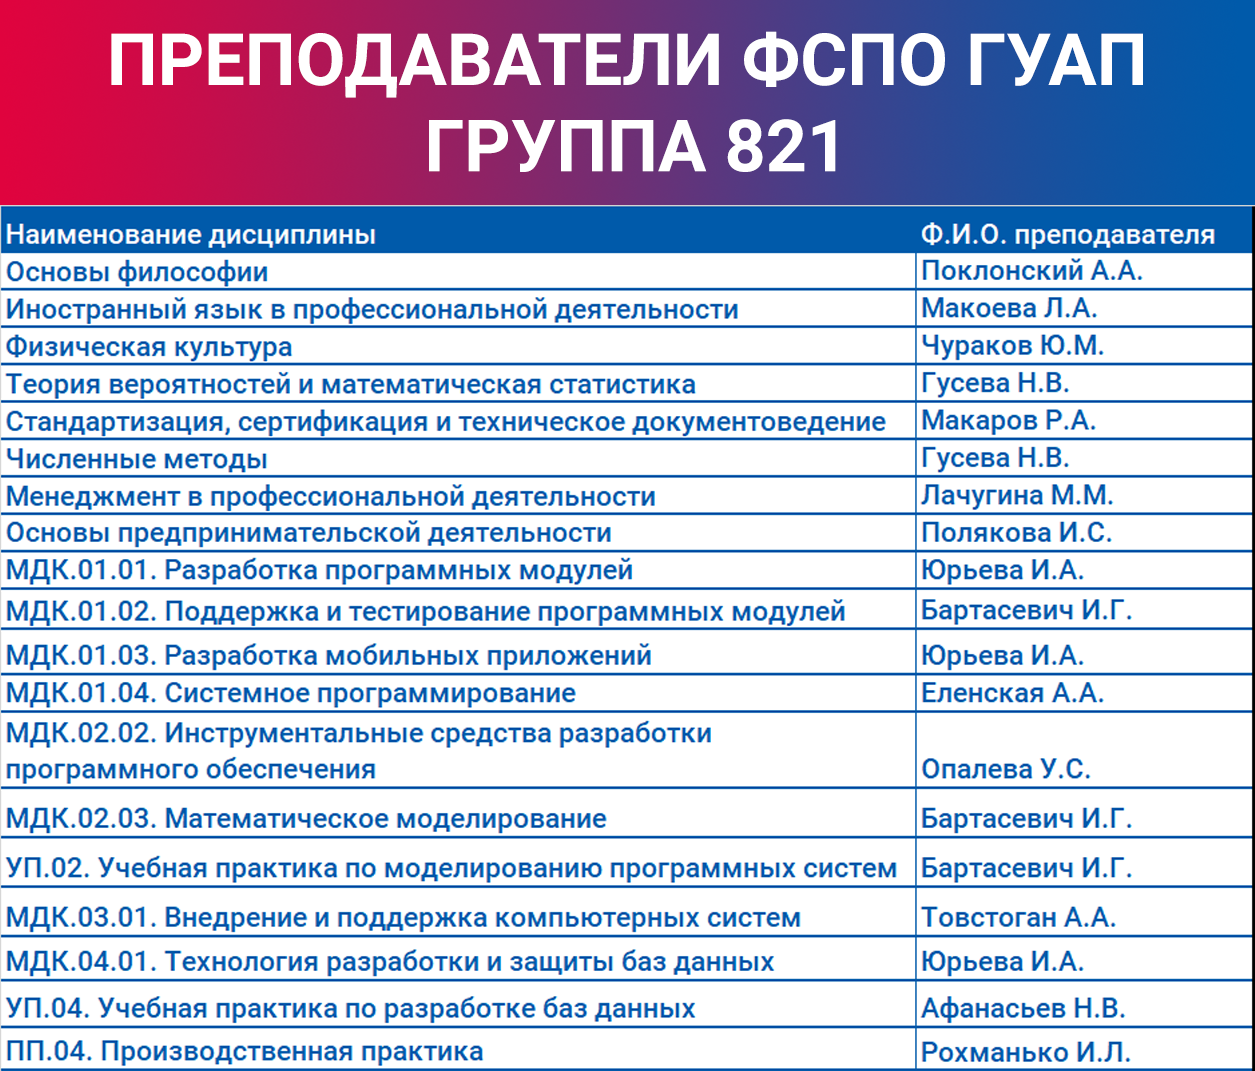 ПРЕПОДАВАТЕЛИ ФСПО ГУАП
ГРУППА 821
Наименование дисциплины Ф.И.О. преподавателя
Основы философии Поклонский А.А.
Иностранный язык в профессиональной деятельности Макоева Л.А.
Физическая культура Чураков Ю.М.
Теория вероятностей и математическая статистика Гусева Н.В.
Стандартизация, сертификация и техническое документоведение Макаров Р.А.
Численные методы Гусева Н.В.
Менеджмент в профессиональной деятельности Лачугина М.М.
Основы предпринимательской деятельности Полякова И.С.
МДК.01.01. Разработка программных модулей Юрьева И.А.
МДК.01.02. Поддержка и тестирование программных модулей Бартасевич И.Г.
МДК.01.03. Разработка мобильных приложений Юрьева И.А.
МДК.01.04. Системное программирование Еленская А.А.
МДК.02.02. Инструментальные средства разработки
программного обеспечения Опалева У.С.
МДК.02.03. Математическое моделирование Бартасевич И.Г.
УП.02. Учебная практика по моделированию программных систем Бартасевич И.Г.
МДК.03.01. Внедрение и поддержка компьютерных систем Товстоган А.А.
МДК.04.01. Технология разработки и защиты баз данных Юрьева И.А.
УП.04. Учебная практика по разработке баз данных Афанасьев Н.В.
ПП.04. Производственная практика Рохманько И.Л.